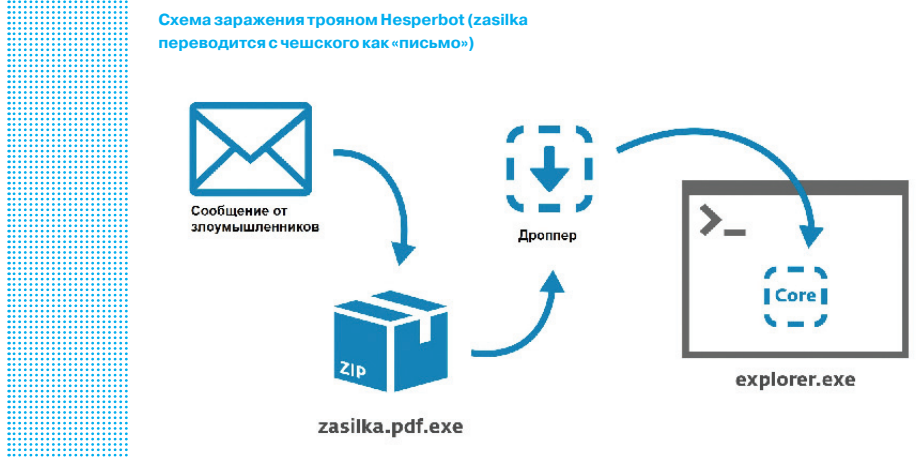 Схема заражения трояном Hesperbot (zasilka
переводится с чешского как «письмо»)
Сообщение от
злоумышленников
Дроппер
>_
Core
ZIP
explorer.exe
zasilka.pdf.exe